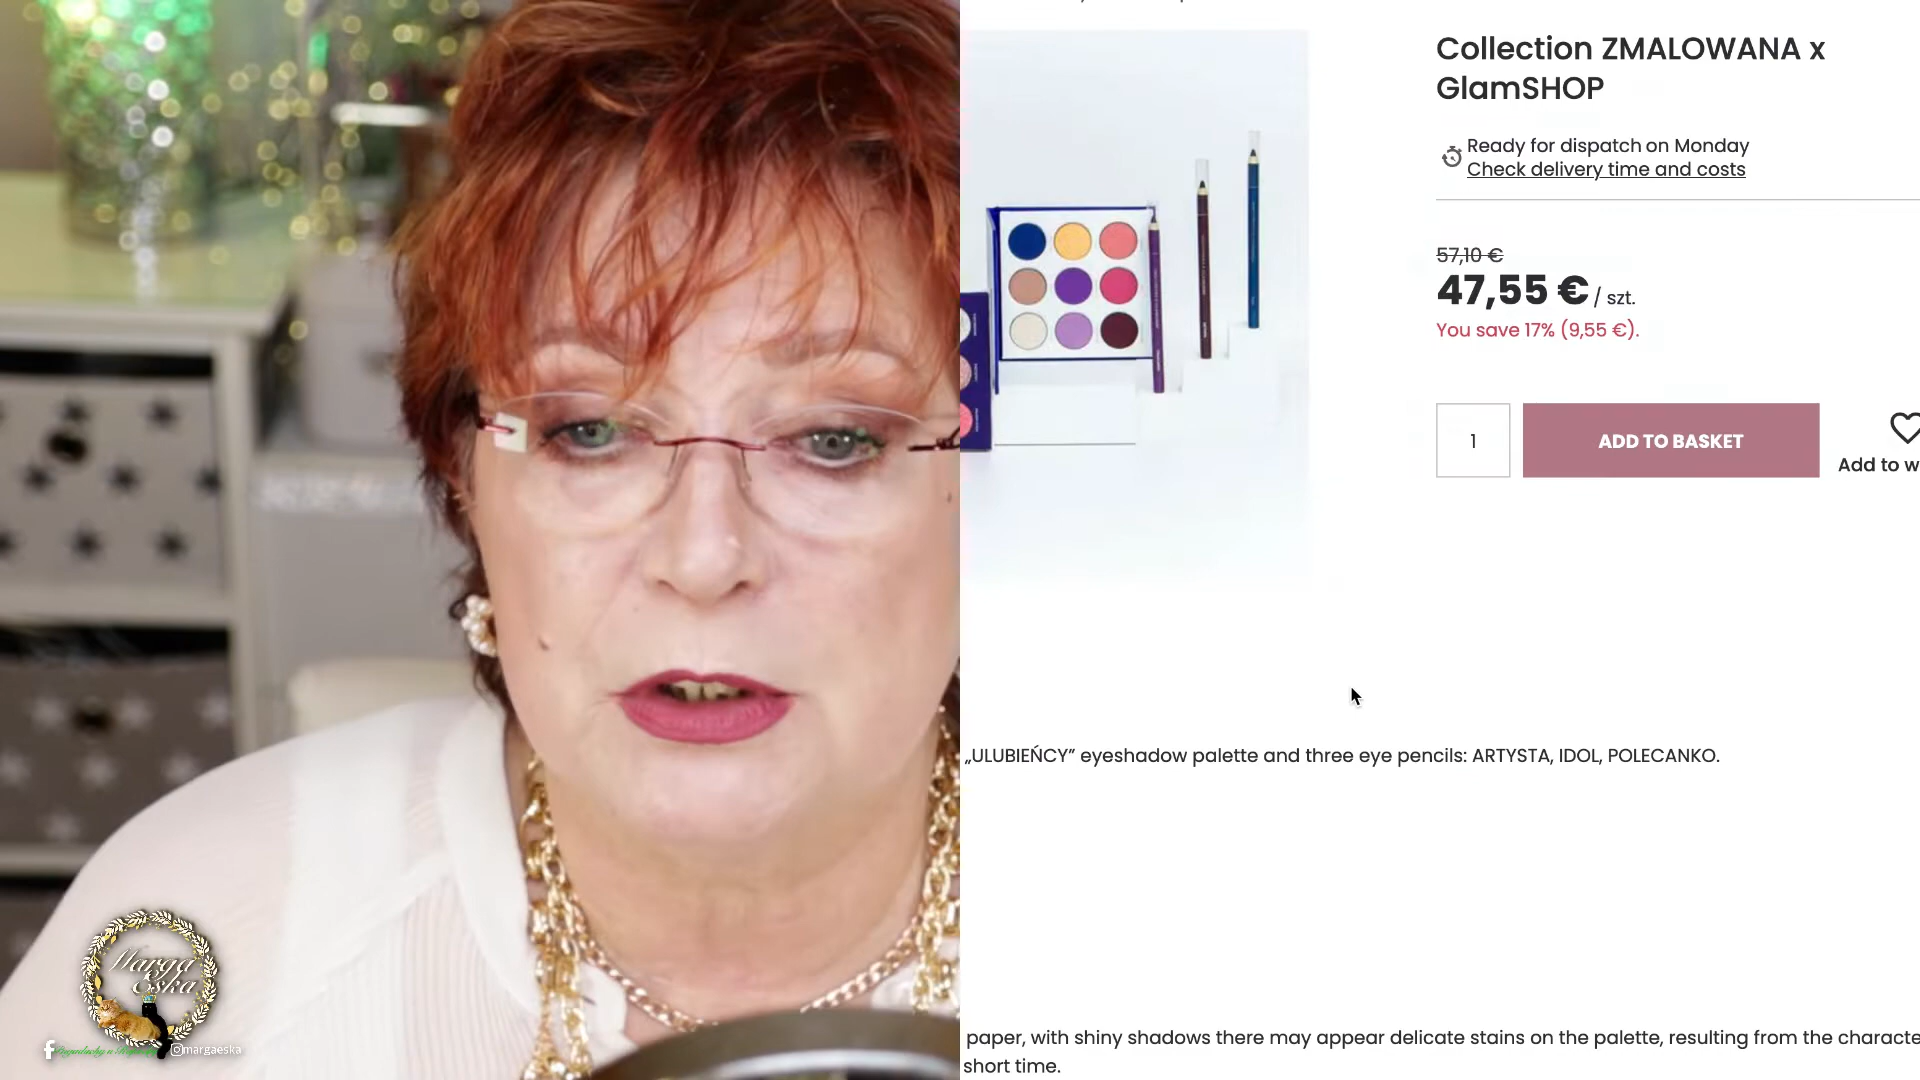 Collection ZMALOWANA x
GlamSHOP
Ready for dispatch on Monday
Check delivery time and costs
57,10 €
47,55 € / szt.
You save 17% (9,55 €).
1
ADD TO BASKET
Add to w
„ULUBIEŃCY” eyeshadow palette and three eye pencils: ARTYSTA, IDOL, POLECANKO.
paper, with shiny shadows there may appear delicate stains on the palette, resulting from the characte
short time.
Marga
Eska
margaeska